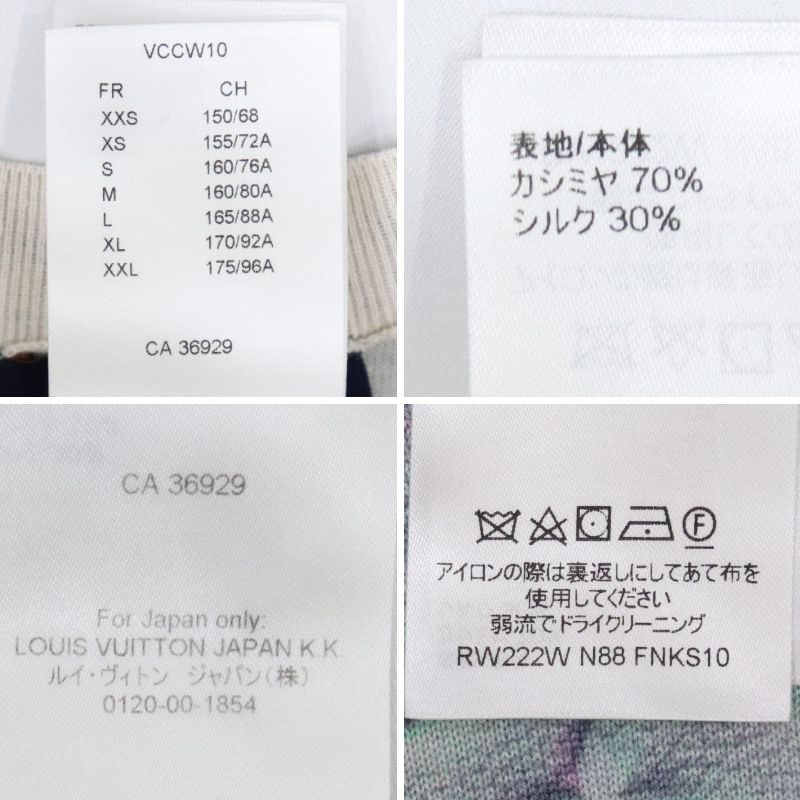 VCCW10
FR CH
XXS 150/68
XS 155/72A
S 160/76A
M 160/80A
L 165/88A
XL 170/92A
XXL 175/96A
CA 36929
表地/本体
カシミヤ 70%
シルク 30%
CA 36929
For Japan only:
LOUIS VUITTON JAPAN K.K.
ルイ・ヴィトン ジャパン(株)
0120-00-1854
F
アイロンの際は裏返しにしてあて布を
使用してください
弱流でドライクリーニング
RW222W N88 FNKS10